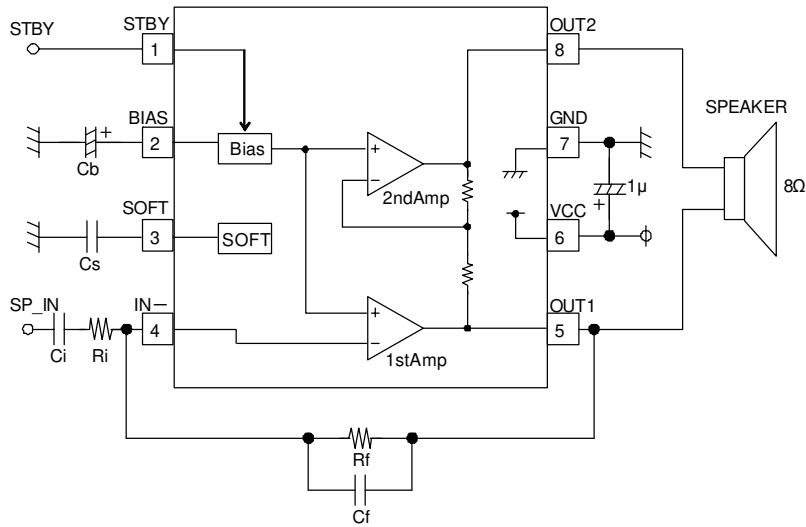 STBY
STBY
1
OUT2
8
BIAS
2
+
Cb
Bias
+
−
2ndAmp
GND
7
1μ
+
SPEAKER
8Ω
SOFT
3
Cs
SOFT
VCC
6
SP_IN
Ci
Ri
IN−
4
+
−
1stAmp
OUT1
5
Rf
Cf